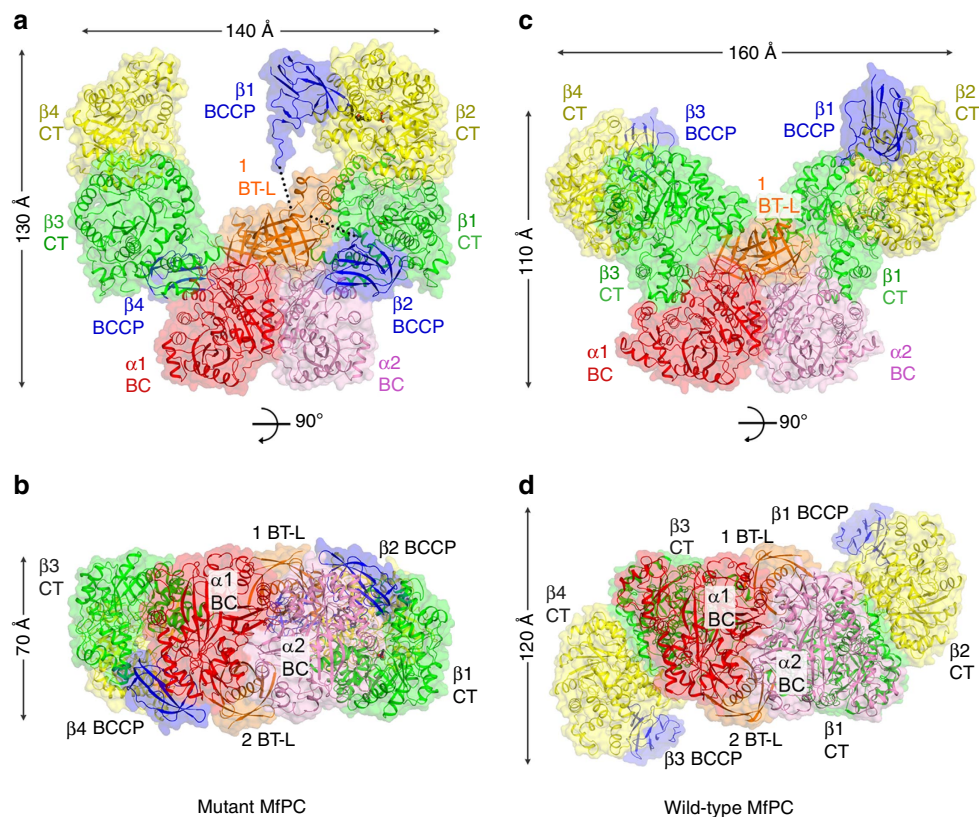 a
140 Å
130 Å
β4
CT
β1
BCCP
β2
CT
1
BT-L
β3
CT
β1
CT
β4
BCCP
β2
BCCP
α1
BC
α2
BC
90°
c
160 Å
110 Å
β4
CT
β3
BCCP
β1
BCCP
β2
CT
1
BT-L
β3
CT
β1
CT
α1
BC
α2
BC
90°
b
70 Å
β3
CT
1 BT-L
β2 BCCP
α1
BC
α2
BC
β1
CT
β4 BCCP
2 BT-L
Mutant MfPC
d
120 Å
β3
CT
1 BT-L
β1 BCCP
β4
CT
α1
BC
α2
BC
β2
CT
β1
CT
2 BT-L
β3 BCCP
Wild-type MfPC